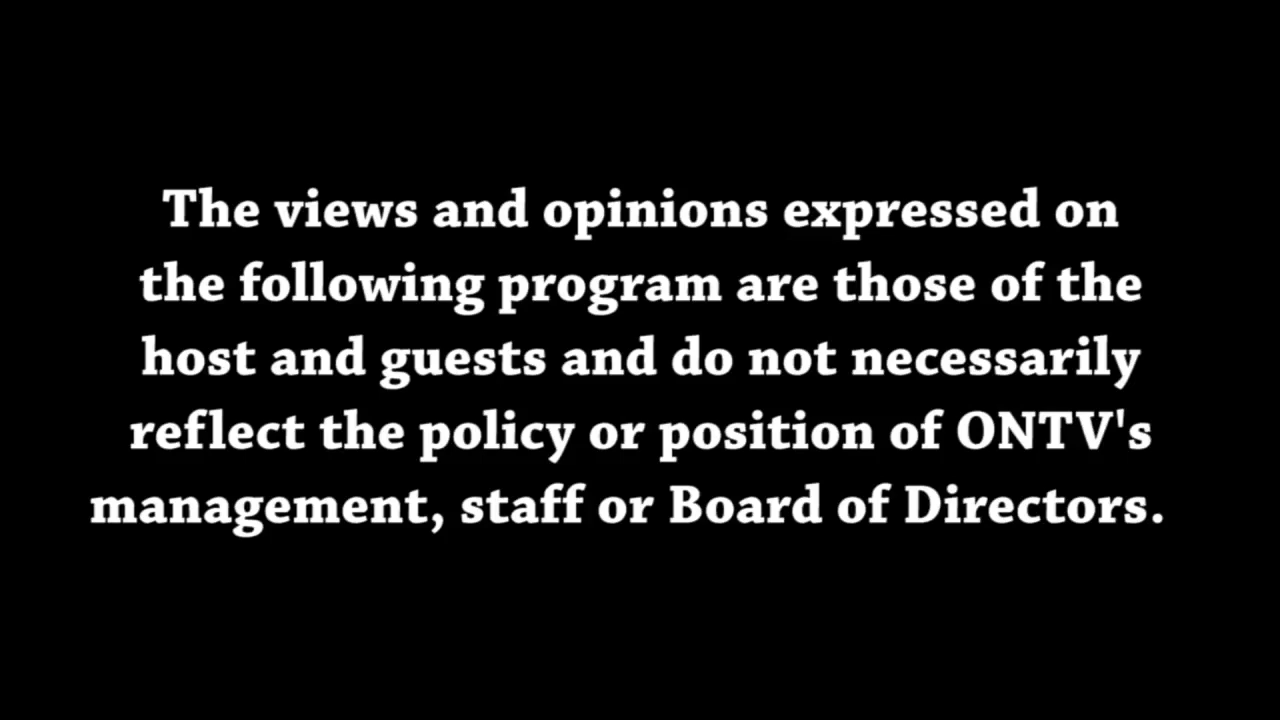 The views and opinions expressed on
the following program are those of the
host and guests and do not necessarily
reflect the policy or position of ONTV's
management, staff or Board of Directors.